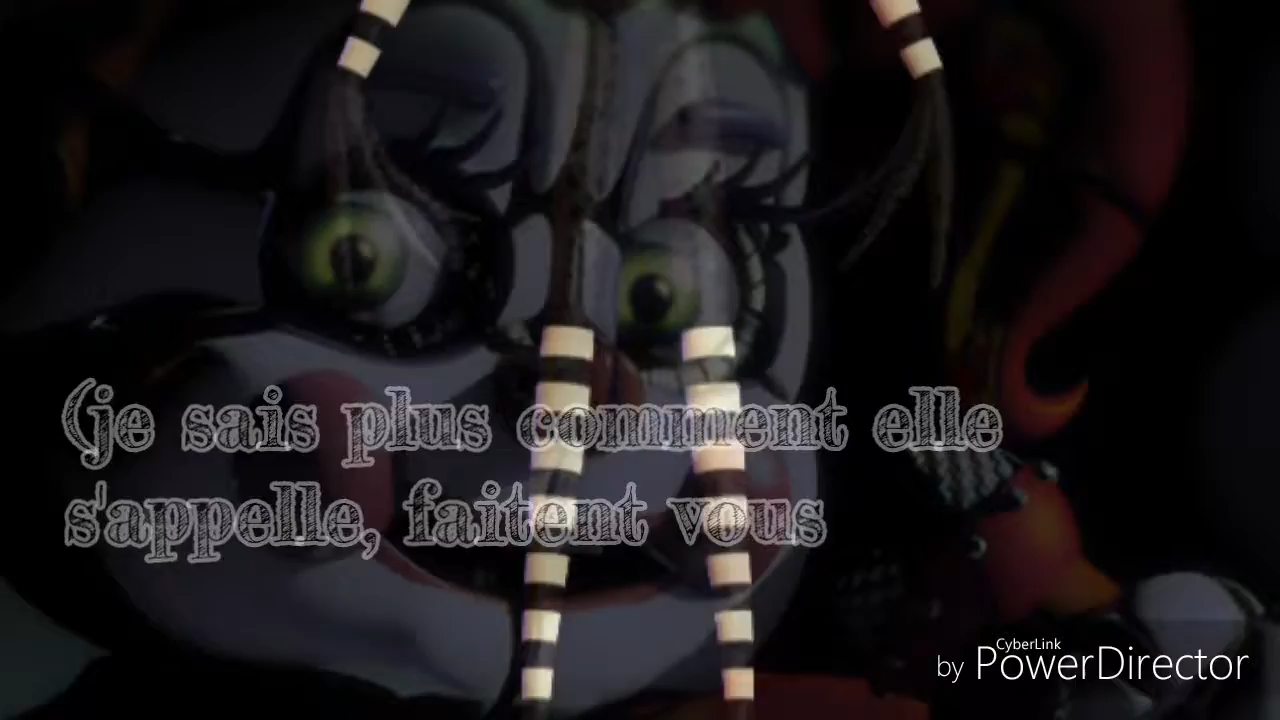 (je sais plus comment elle
s'appelle, faitent vous
CyberLink
by PowerDirector